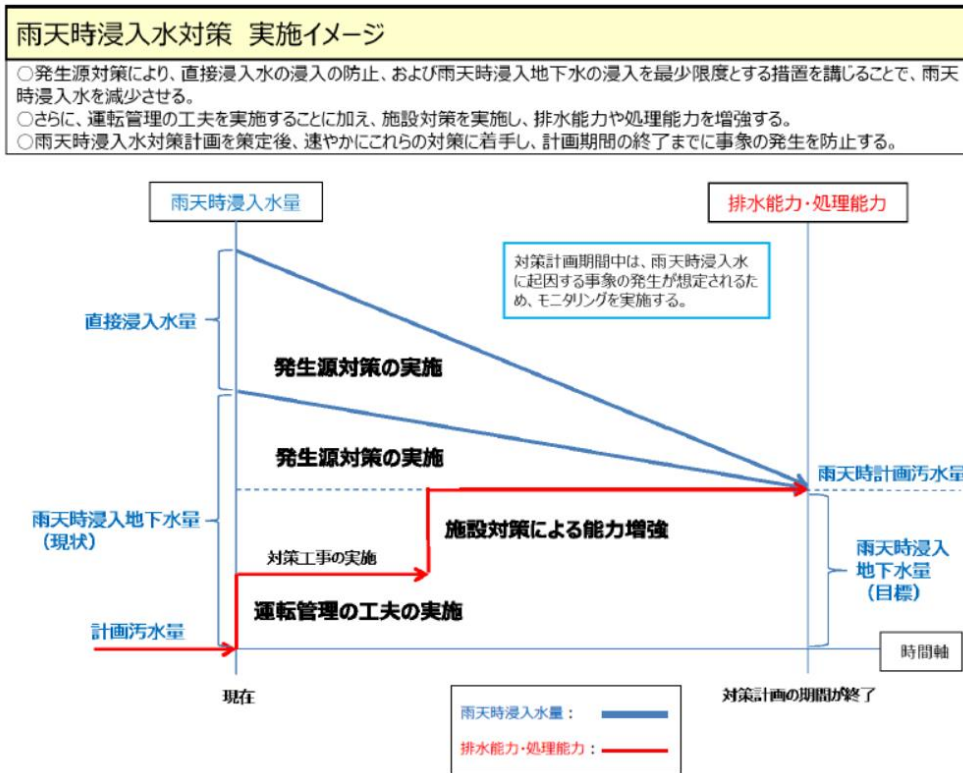 雨天時浸入水対策 実施イメージ
○発生源対策により、直接浸入水の浸入の防止、および雨天時浸入地下水の浸入を最少限度とする措置を講じることで、雨天
時浸入水を減少させる。
○さらに、運転管理の工夫を実施することに加え、施設対策を実施し、排水能力や処理能力を増強する。
○雨天時浸入水対策計画を策定後、速やかにこれらの対策に着手し、計画期間の終了までに事象の発生を防止する。
雨天時浸入水量
排水能力・処理能力
対策計画期間中は、雨天時浸入水
に起因する事象の発生が想定されるた
め、モニタリングを実施する。
直接浸入水量
発生源対策の実施
発生源対策の実施
雨天時計画汚水量
雨天時浸入地下水量
(現状)
施設対策による能力増強
対策工事の実施
雨天時浸入
地下水量
(目標)
運転管理の工夫の実施
計画汚水量
時間軸
現在
対策計画の期間が終了
雨天時浸入水量:
排水能力・処理能力: